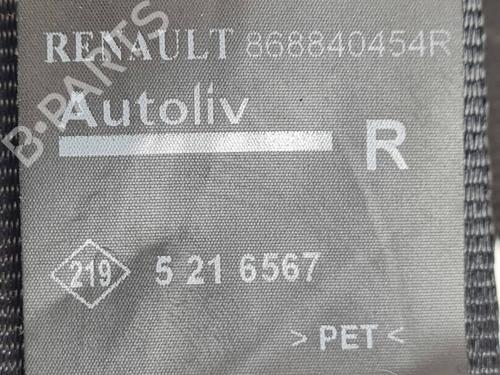 RENAULT 868840454R
Autoliv
R
219 5 21 6567
> PET <
B-PARTS